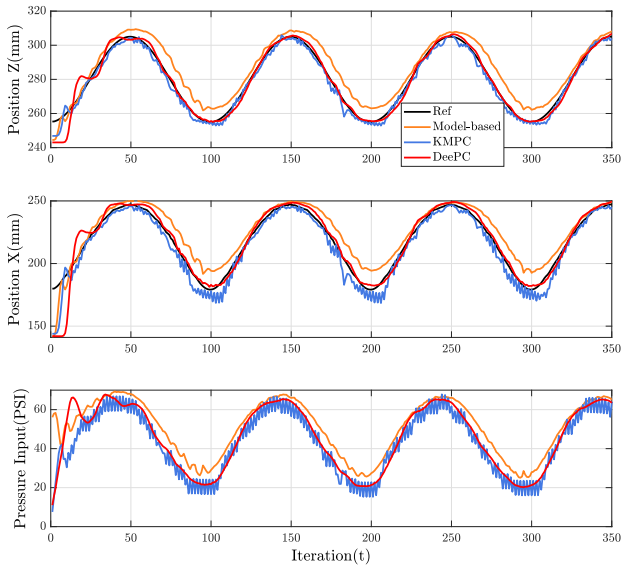 320
300
280
260
240
Position Z(mm)
0 50 100 150 200 250 300 350
Ref
Model-based
KMPC
DeePC
250
200
150
Position X(mm)
0 50 100 150 200 250 300 350
60
40
20
0
Pressure Input(PSI)
0 50 100 150 200 250 300 350
Iteration(t)